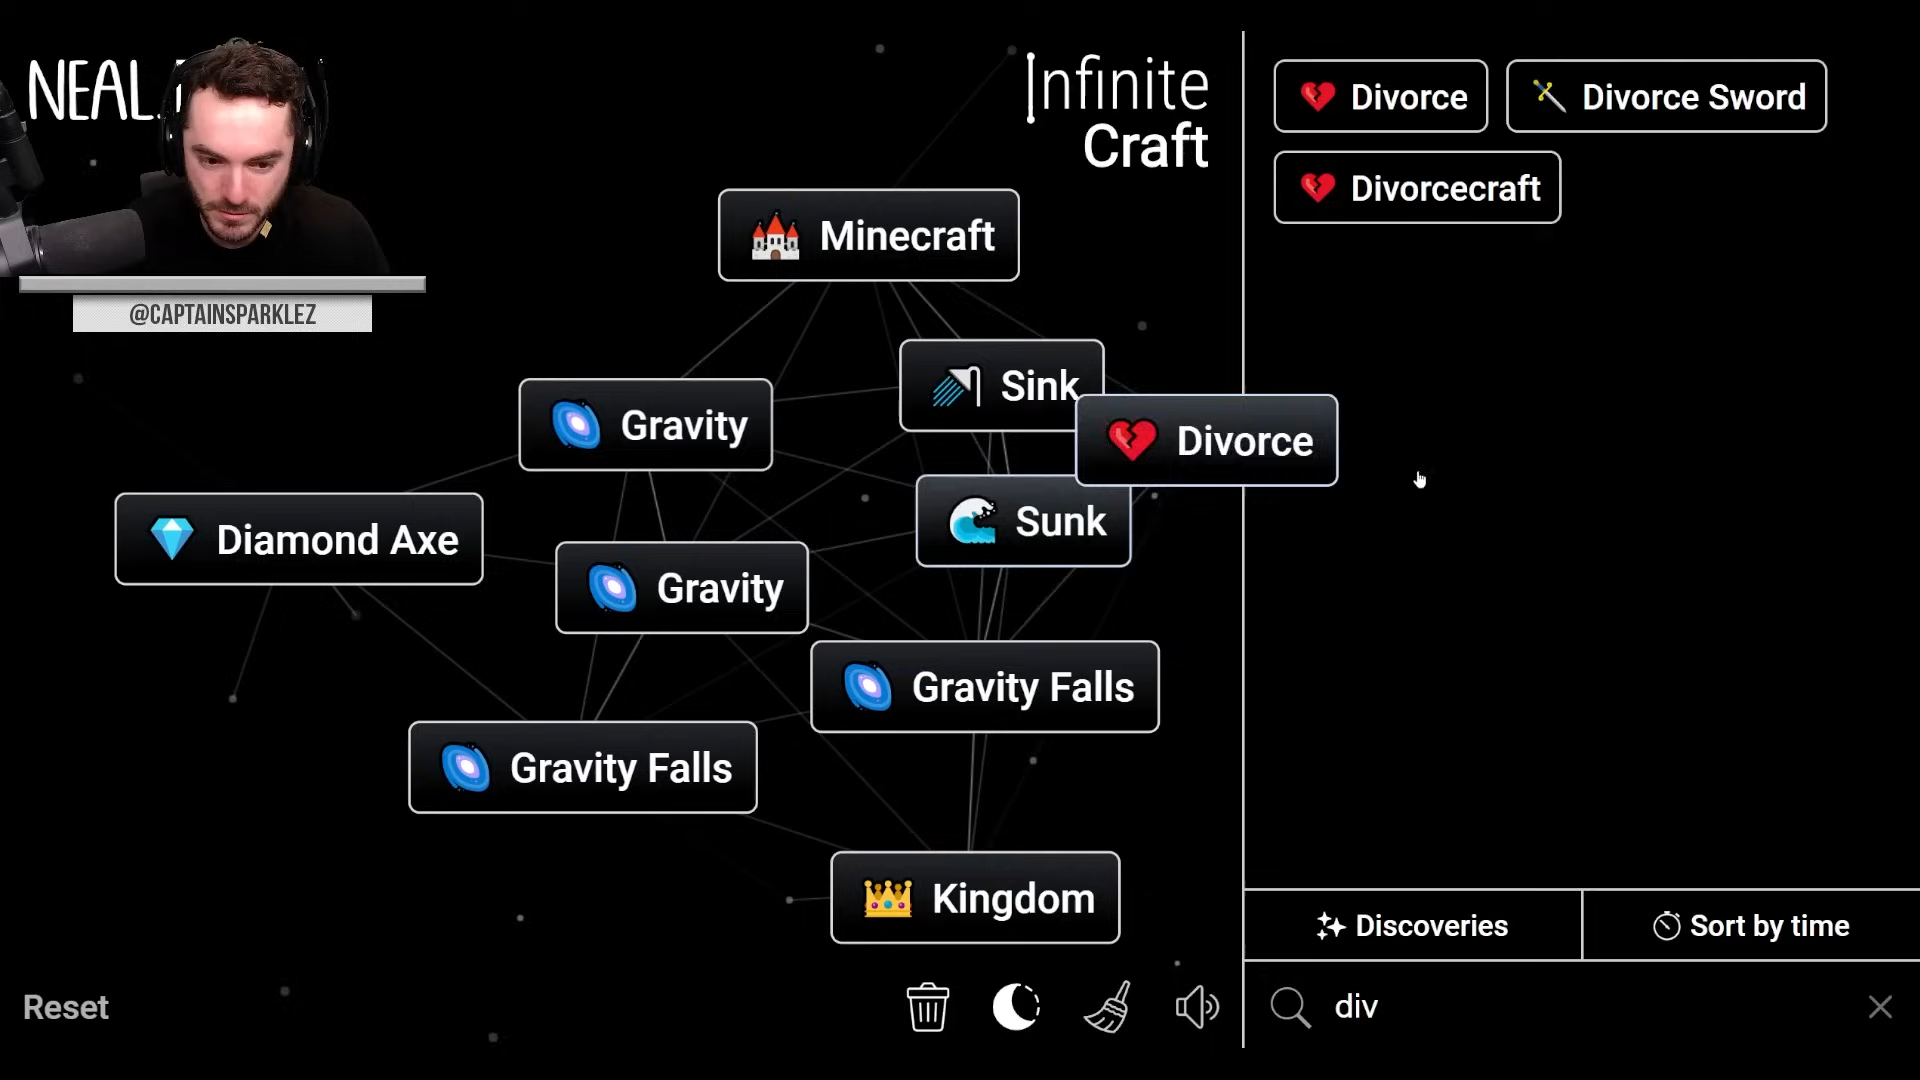 NEAL.
Infinite
Craft
Divorce
Divorce Sword
Divorcecraft
@CAPTAINSPARKLEZ
Minecraft
Sink
Gravity
Divorce
Sunk
Diamond Axe
Gravity
Gravity Falls
Gravity Falls
Kingdom
Discoveries
Sort by time
Reset
div